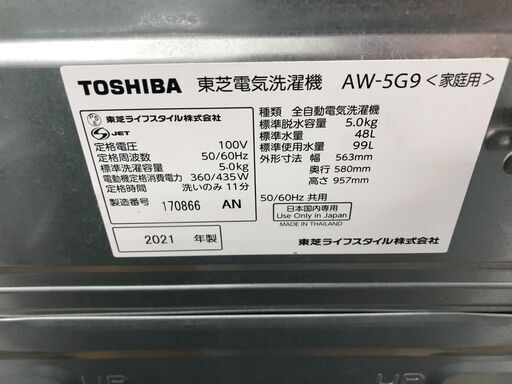 TOSHIBA 東芝電気洗濯機 AW-5G9 <家庭用>
東芝ライフスタイル株式会社
S JET
定格電圧 100V
定格周波数 50/60Hz
標準洗濯容量 5.0kg
電動機定格消費電力 360/435W
定格時間 洗いのみ 11分
製造番号 170866 AN
2021 年製
種類 全自動電気洗濯機
標準脱水容量 5.0kg
標準水量 48L
標準使用水量 99L
外形寸法 幅 563mm
奥行 580mm
高さ 957mm
50/60Hz 共用
日本国内専用
Use Only in Japan
MADE IN THAILAND
東芝ライフスタイル株式会社
UP
UP